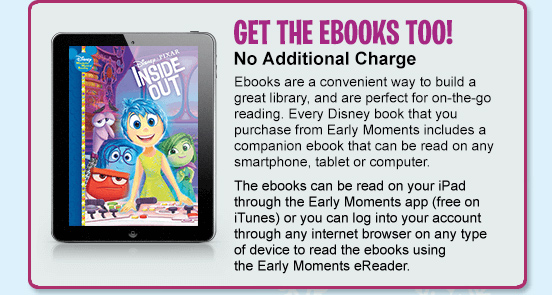 GET THE EBOOKS TOO!
No Additional Charge
Ebooks are a convenient way to build a
great library, and are perfect for on-the-go
reading. Every Disney book that you
purchase from Early Moments includes a
companion ebook that can be read on any
smartphone, tablet or computer.
The ebooks can be read on your iPad
through the Early Moments app (free on
iTunes) or you can log into your account
through any internet browser on any type
of device to read the ebooks using
the Early Moments eReader.
Disney
Disney·PIXAR
INSIDE
OUT